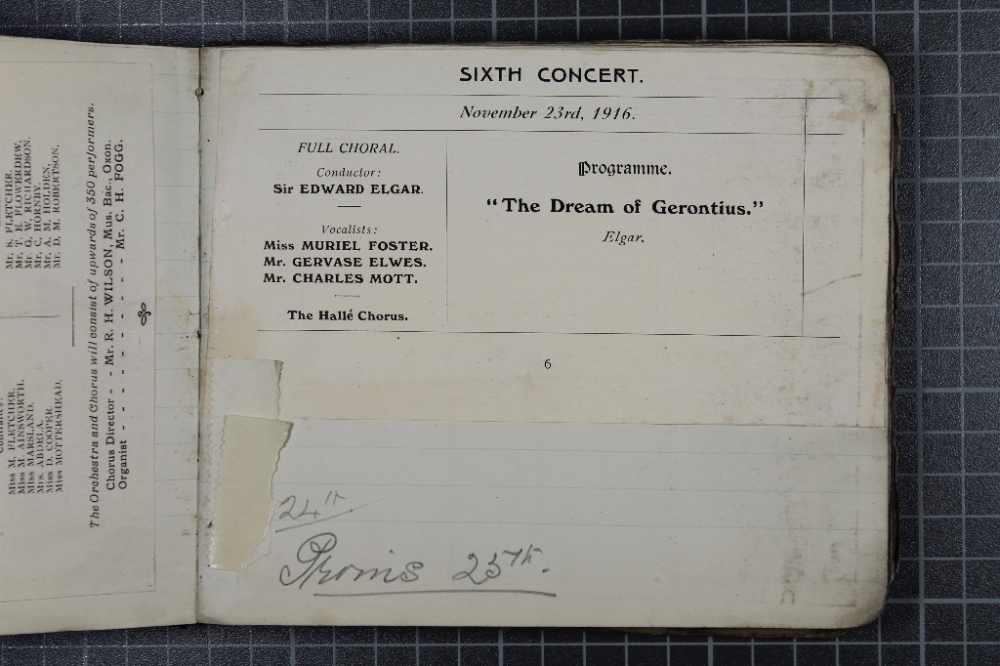 Mr. S. FLETCHER.
Mr. T. E. FLOWERDEW.
Mr. G. W. RICHARDSON.
Mr. C. HORNBY.
Mr. A. M. HOLDEN.
Mr. D. M. ROBERTSON.
Miss M. FLETCHER.
Miss M. AINSWORTH.
Miss MARSLAND.
Mrs. ABDELA.
Miss D. COOPER.
Miss MOTTERSHEAD.
The Orchestra and Chorus will consist of upwards of 350 performers.
Chorus Director - - Mr. R. H. WILSON, Mus. Bac., Oxon.
Organist - - - - - - - - Mr. C. H. FOGG.
SIXTH CONCERT.
November 23rd, 1916.
FULL CHORAL.
Conductor:
Sir EDWARD ELGAR.
Vocalists:
Miss MURIEL FOSTER.
Mr. GERVASE ELWES.
Mr. CHARLES MOTT.
The Hallé Chorus.
Programme.
"The Dream of Gerontius."
Elgar.
6
24th
Proms 25th.